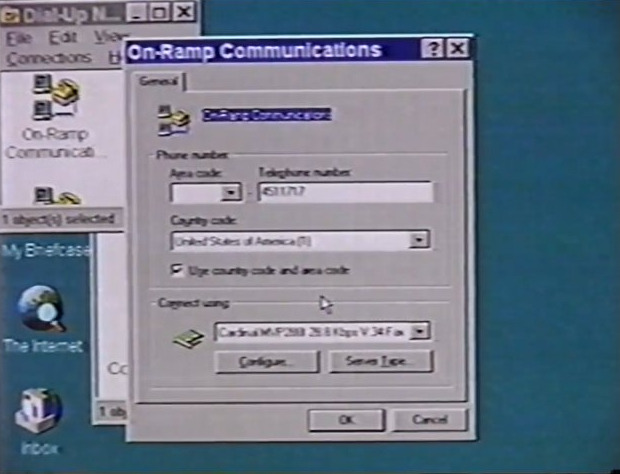 Dial-Up N...
File Edit View
Connections
On-Ramp
Communicati...
1 object(s) selected
My Briefcase
The Internet
Inbox
1 obj
On-Ramp Communications
General
On-Ramp Communications
Phone number:
Area code: Telephone number:
- 4511717
Country code:
United States of America (1)
Use country code and area code
Connect using:
Cardinal MVP288I 28.8 Kbps V.34 Fax
Configure... Server Type...
OK Cancel